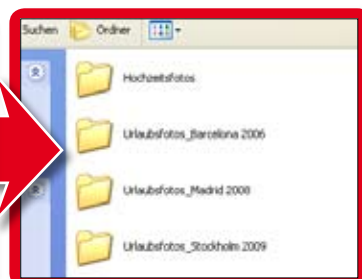 Suchen Ordner
Hochzeitsfotos
Urlaubsfotos_Barcelona 2006
Urlaubsfotos_Madrid 2008
Urlaubsfotos_Stockholm 2009